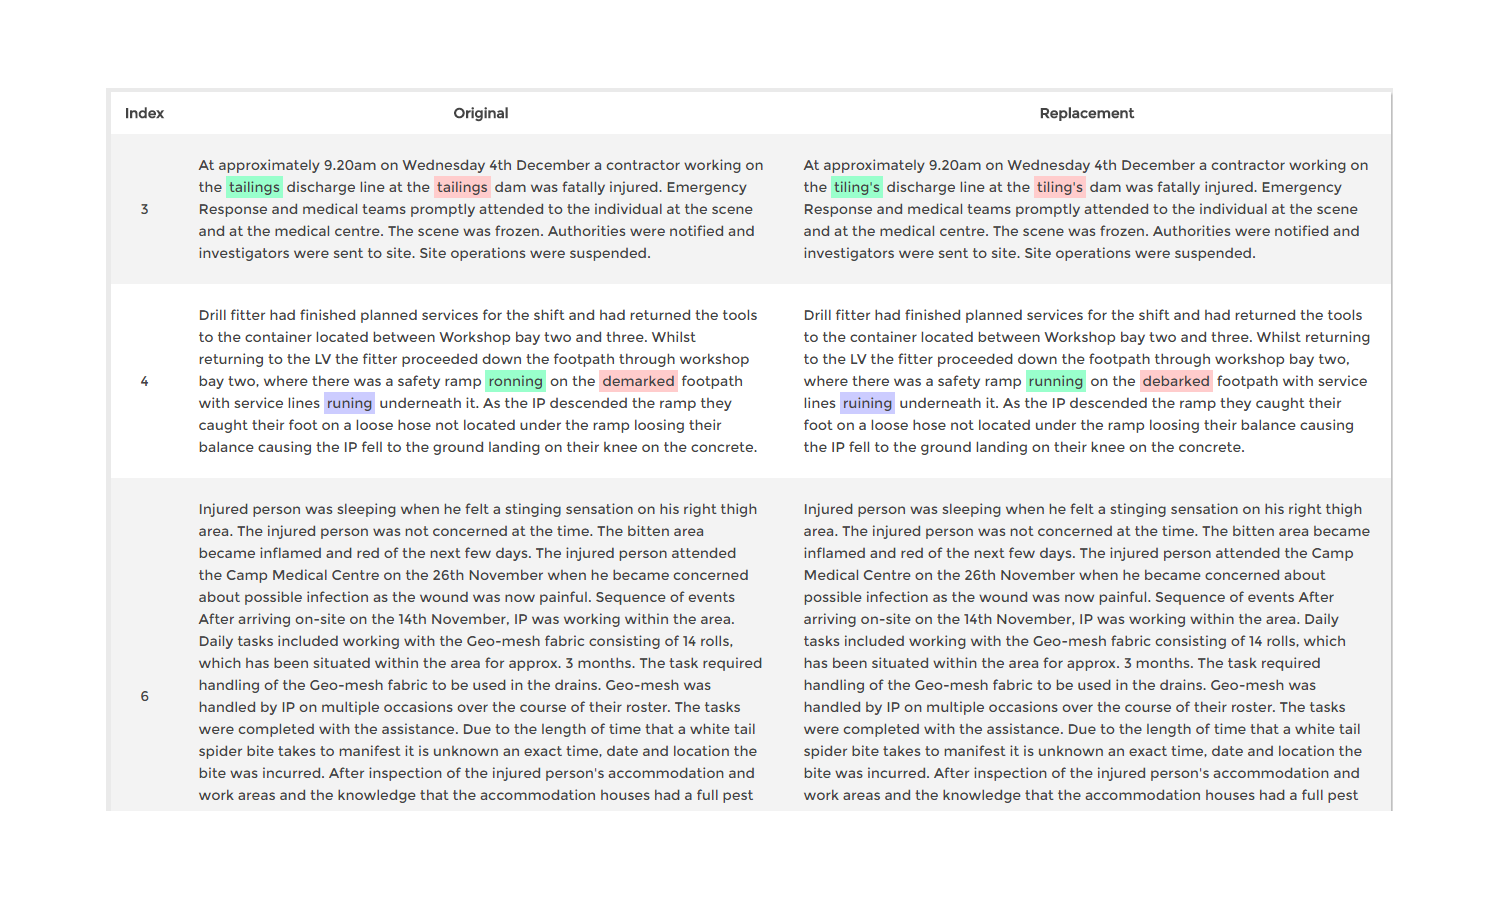 Index Original Replacement
3
At approximately 9.20am on Wednesday 4th December a contractor working on
the tailings discharge line at the tailings dam was fatally injured. Emergency
Response and medical teams promptly attended to the individual at the scene
and at the medical centre. The scene was frozen. Authorities were notified and
investigators were sent to site. Site operations were suspended.
At approximately 9.20am on Wednesday 4th December a contractor working on
the tiling's discharge line at the tiling's dam was fatally injured. Emergency
Response and medical teams promptly attended to the individual at the scene
and at the medical centre. The scene was frozen. Authorities were notified and
investigators were sent to site. Site operations were suspended.
4
Drill fitter had finished planned services for the shift and had returned the tools
to the container located between Workshop bay two and three. Whilst
returning to the LV the fitter proceeded down the footpath through workshop
bay two, where there was a safety ramp ronning on the demarked footpath
with service lines runing underneath it. As the IP descended the ramp they
caught their foot on a loose hose not located under the ramp loosing their
balance causing the IP fell to the ground landing on their knee on the concrete.
Drill fitter had finished planned services for the shift and had returned the tools
to the container located between Workshop bay two and three. Whilst returning
to the LV the fitter proceeded down the footpath through workshop bay two,
where there was a safety ramp running on the debarked footpath with service
lines ruining underneath it. As the IP descended the ramp they caught their
foot on a loose hose not located under the ramp loosing their balance causing
the IP fell to the ground landing on their knee on the concrete.
6
Injured person was sleeping when he felt a stinging sensation on his right thigh
area. The injured person was not concerned at the time. The bitten area
became inflamed and red of the next few days. The injured person attended
the Camp Medical Centre on the 26th November when he became concerned
about possible infection as the wound was now painful. Sequence of events
After arriving on-site on the 14th November, IP was working within the area.
Daily tasks included working with the Geo-mesh fabric consisting of 14 rolls,
which has been situated within the area for approx. 3 months. The task required
handling of the Geo-mesh fabric to be used in the drains. Geo-mesh was
handled by IP on multiple occasions over the course of their roster. The tasks
were completed with the assistance. Due to the length of time that a white tail
spider bite takes to manifest it is unknown an exact time, date and location the
bite was incurred. After inspection of the injured person's accommodation and
work areas and the knowledge that the accommodation houses had a full pest
Injured person was sleeping when he felt a stinging sensation on his right thigh
area. The injured person was not concerned at the time. The bitten area became
inflamed and red of the next few days. The injured person attended the Camp
Medical Centre on the 26th November when he became concerned about
possible infection as the wound was now painful. Sequence of events After
arriving on-site on the 14th November, IP was working within the area. Daily
tasks included working with the Geo-mesh fabric consisting of 14 rolls, which
has been situated within the area for approx. 3 months. The task required
handling of the Geo-mesh fabric to be used in the drains. Geo-mesh was
handled by IP on multiple occasions over the course of their roster. The tasks
were completed with the assistance. Due to the length of time that a white tail
spider bite takes to manifest it is unknown an exact time, date and location the
bite was incurred. After inspection of the injured person's accommodation and
work areas and the knowledge that the accommodation houses had a full pest